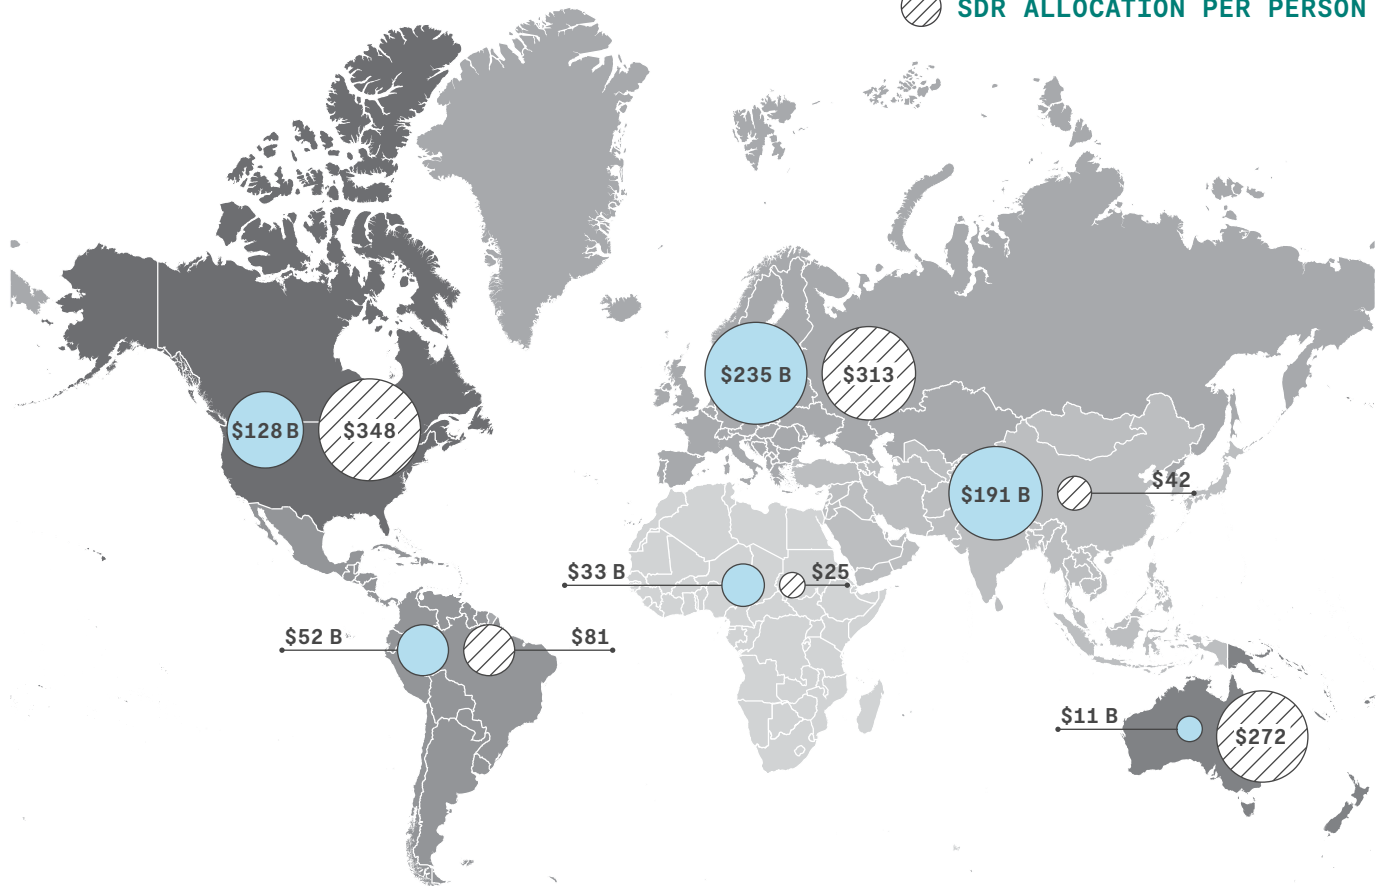 SDR ALLOCATION PER PERSON
$235 B
$313
$128 B
$348
$191 B
$42
$33 B
$25
$52 B
$81
$11 B
$272